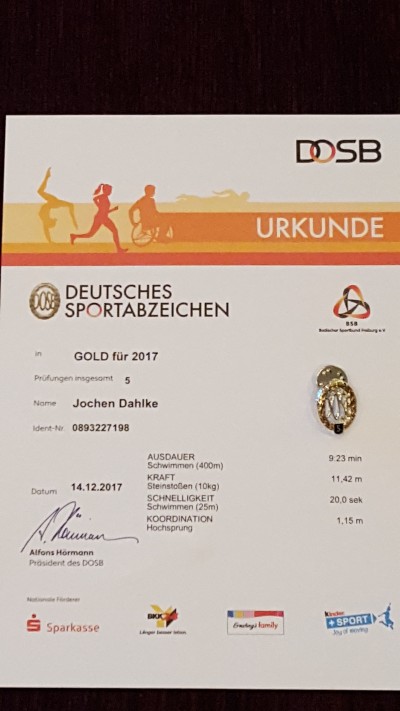 DOSB
URKUNDE
DOSB DEUTSCHES
SPORTABZEICHEN
BSB
Badischer Sportbund Freiburg e.V.
in GOLD für 2017
Prüfungen insgesamt 5
Name Jochen Dahlke
Ident-Nr. 0893227198
AUSDAUER
Schwimmen (400m) 9:23 min
KRAFT
Steinstoßen (10kg) 11,42 m
Datum 14.12.2017
SCHNELLIGKEIT
Schwimmen (25m) 20,0 sek
KOORDINATION
Hochsprung 1,15 m
Alfons Hörmann
Präsident des DOSB
Nationale Förderer
Sparkasse
BKK
Länger besser leben.
Ernsting's family
kinder
+SPORT
Joy of moving
5